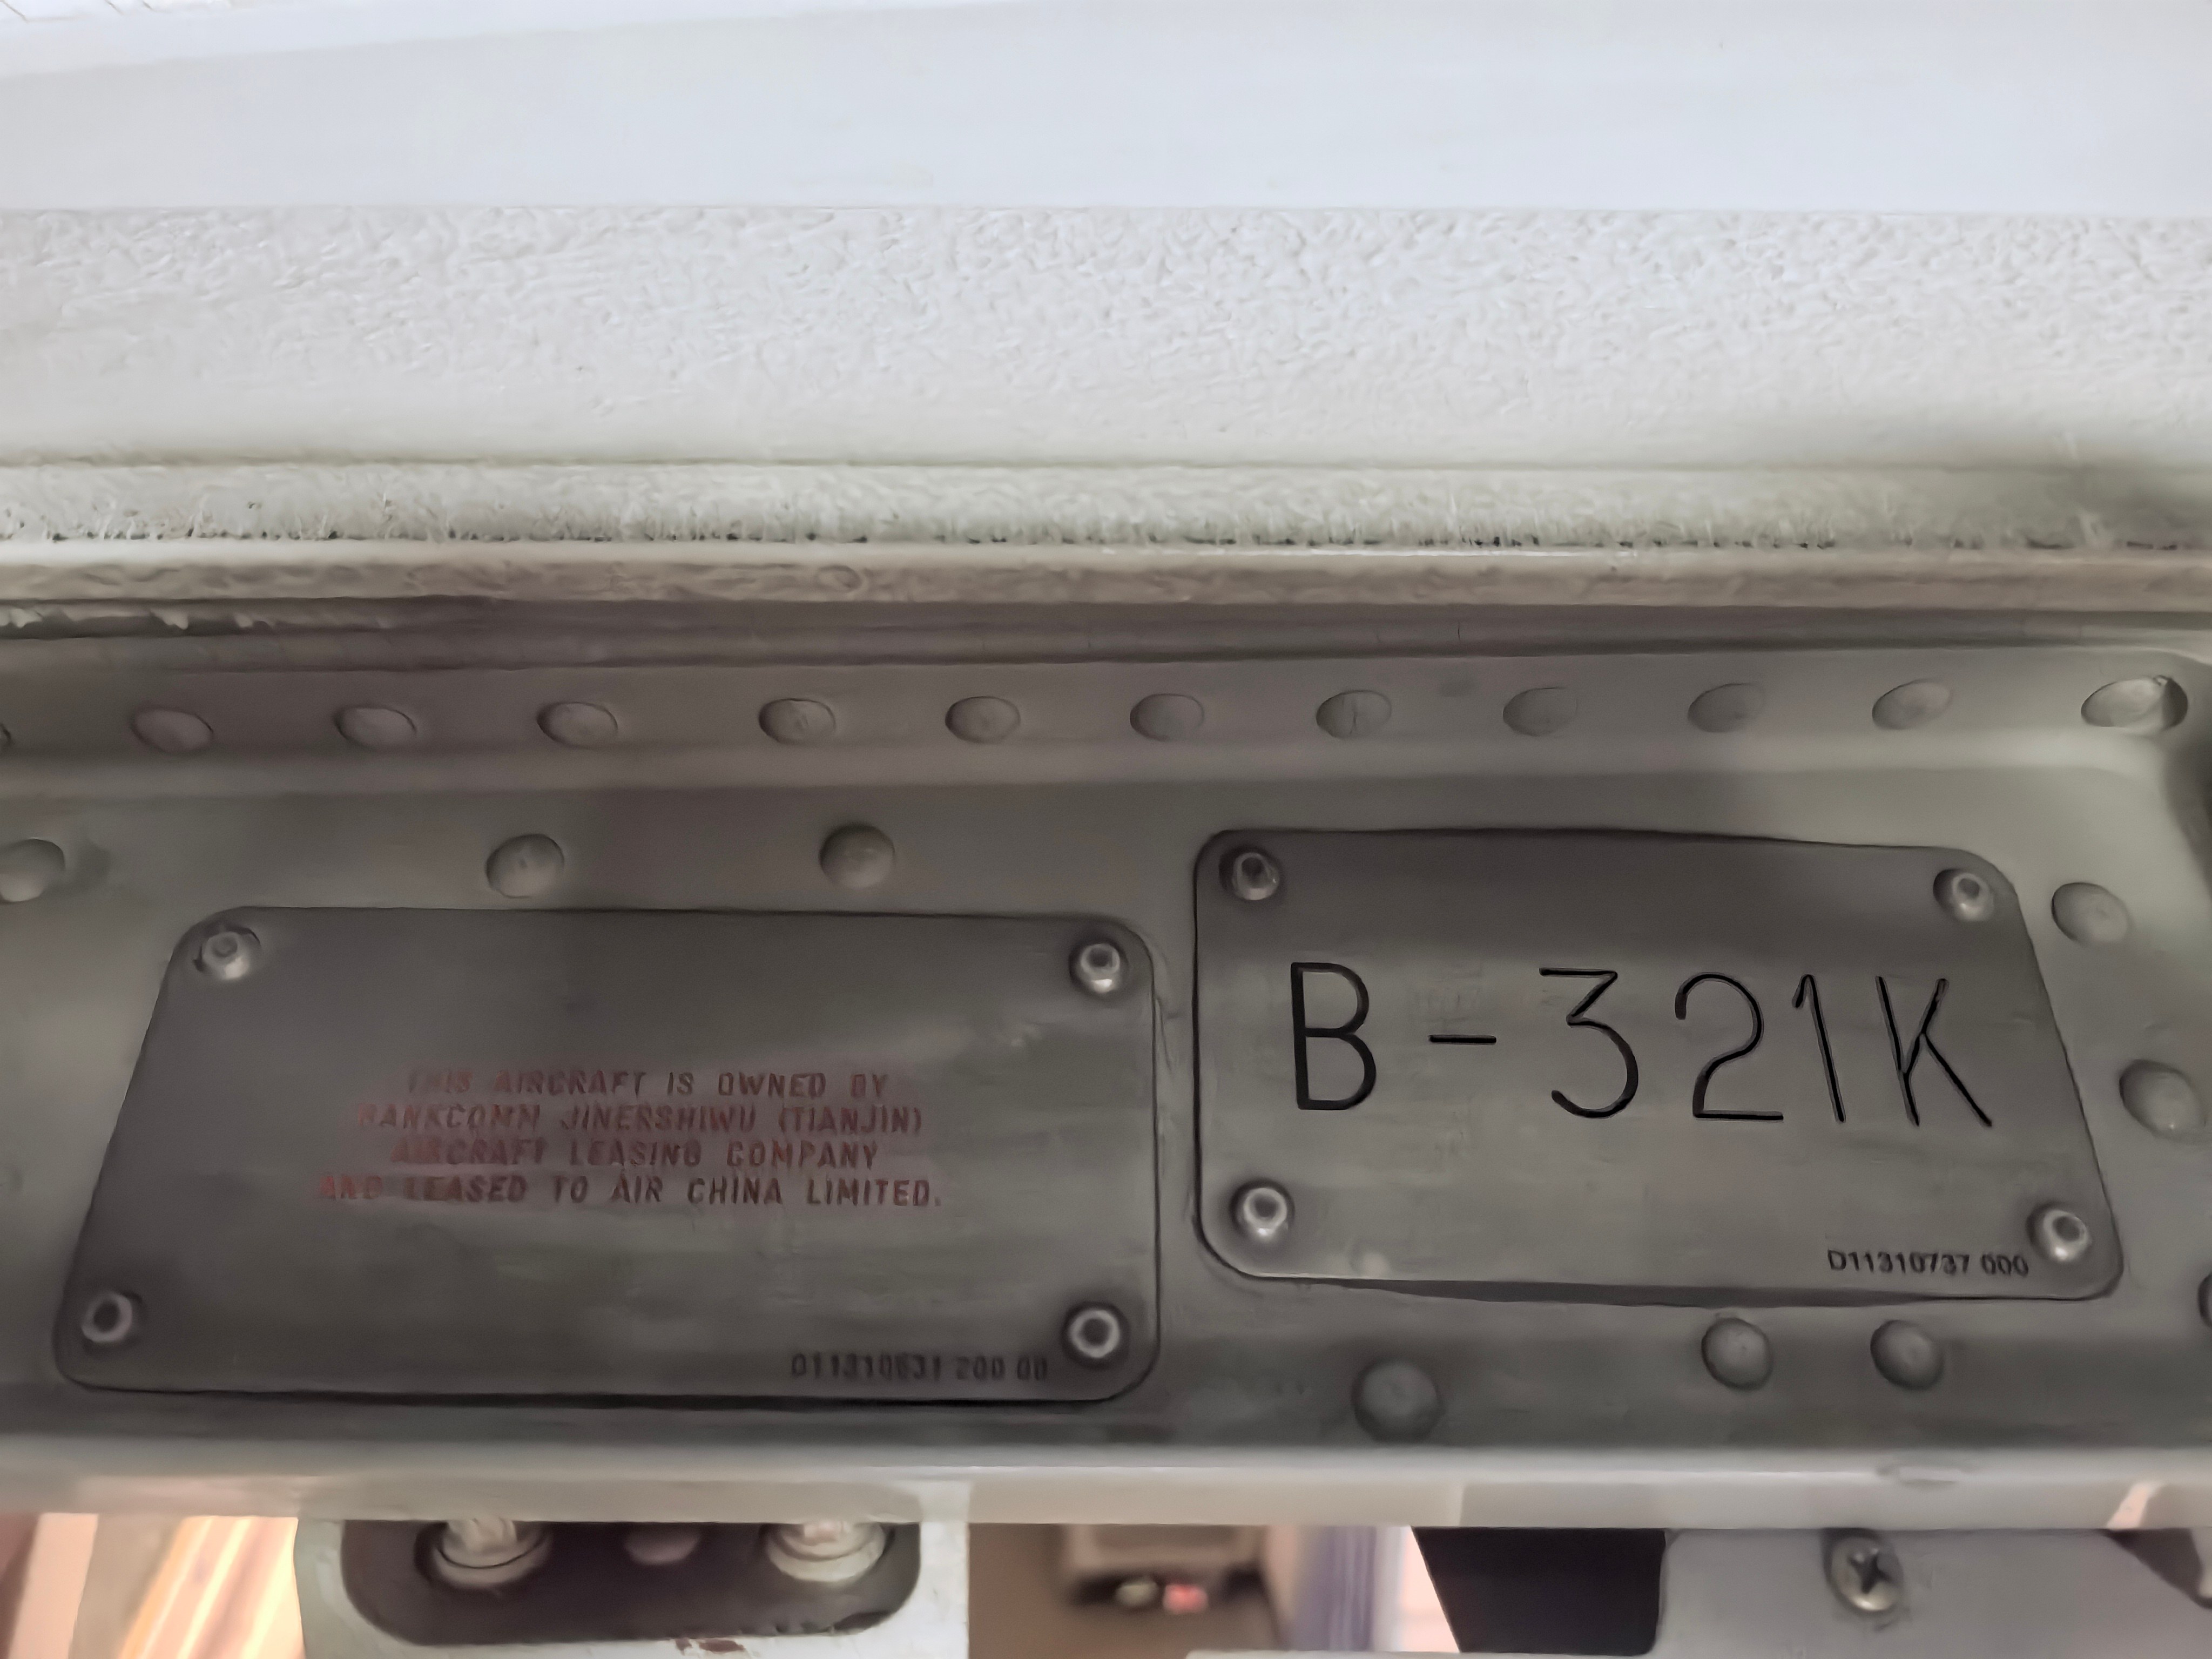 THIS AIRCRAFT IS OWNED BY
BANKCOMM JINERSHIWU (TIANJIN)
AIRCRAFT LEASING COMPANY
AND LEASED TO AIR CHINA LIMITED.
B-321K
D11310737 000